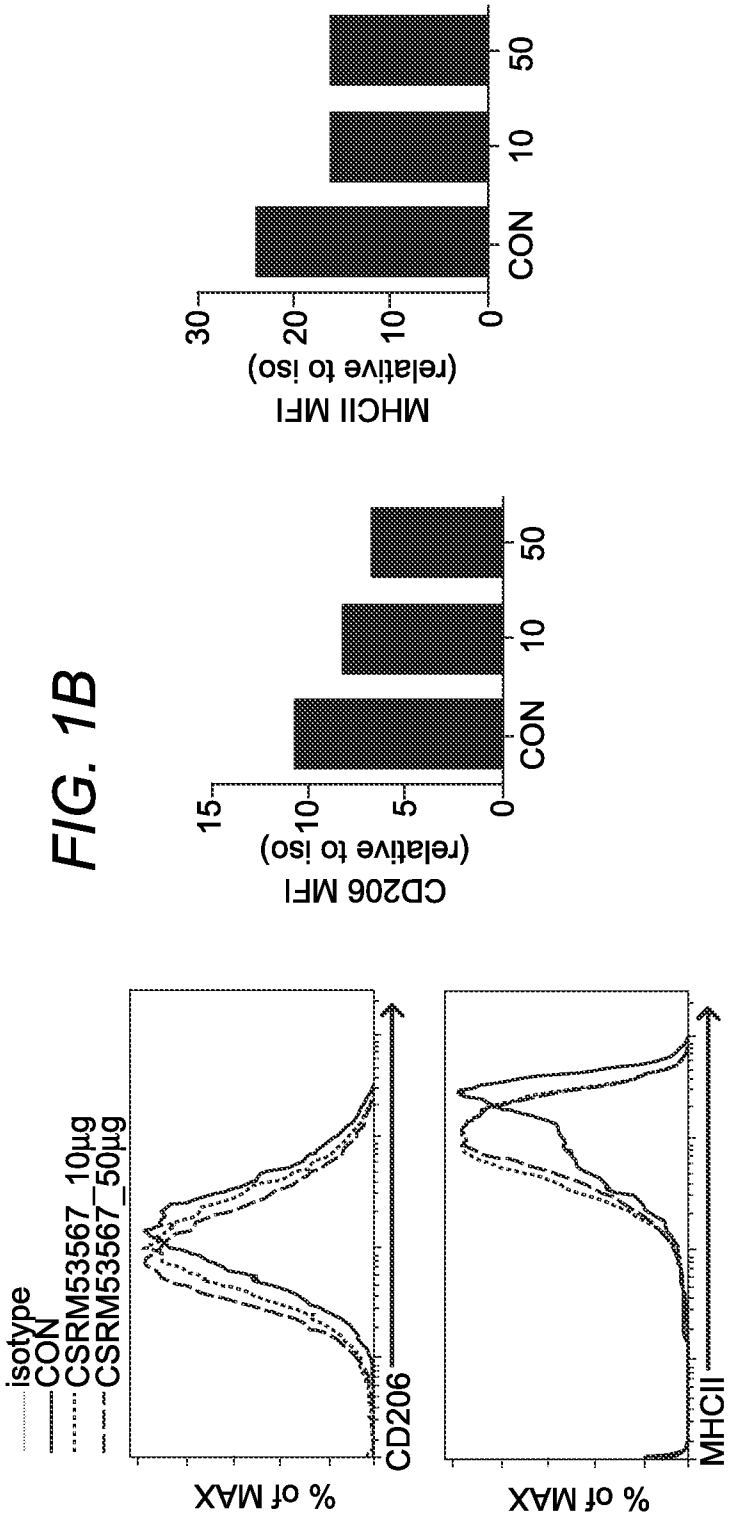 FIG. 1B
isotype
CON
CSRM53567_10µg
CSRM53567_50µg
% of MAX
CD206
% of MAX
MHCII
CD206 MFI
(relative to iso)
15
10
5
0
CON
10
50
MHCII MFI
(relative to iso)
30
20
10
0
CON
10
50